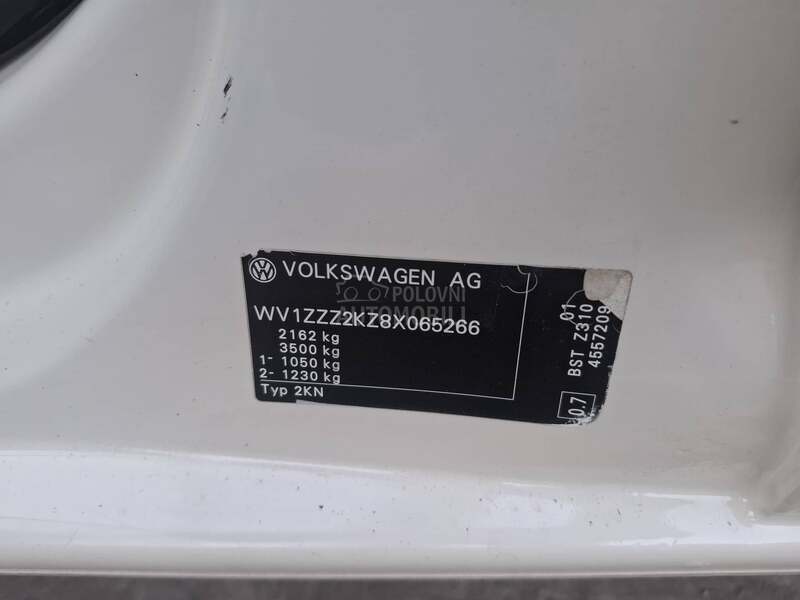 VOLKSWAGEN AG
POLOVNI
AUTOMOBILI
WV1ZZZ2KZ8X065266
2162 kg
3500 kg
1- 1050 kg
2- 1230 kg
Typ 2KN
01
BST Z310
4557209
0.7